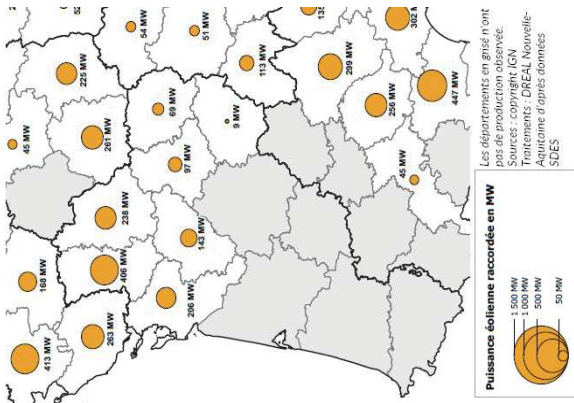 413 MW
168 MW
45 MW
263 MW
406 MW
238 MW
261 MW
225 MW
206 MW
143 MW
97 MW
69 MW
54 MW
9 MW
113 MW
51 MW
299 MW
135
45 MW
256 MW
302 M
447 MW
Puissance éolienne raccordée en MW
1 500 MW
1 000 MW
500 MW
50 MW
Les départements en grisé n'ont
pas de production observée.
Sources : copyright IGN
Traitements : DREAL Nouvelle-
Aquitaine d'après données
SDES